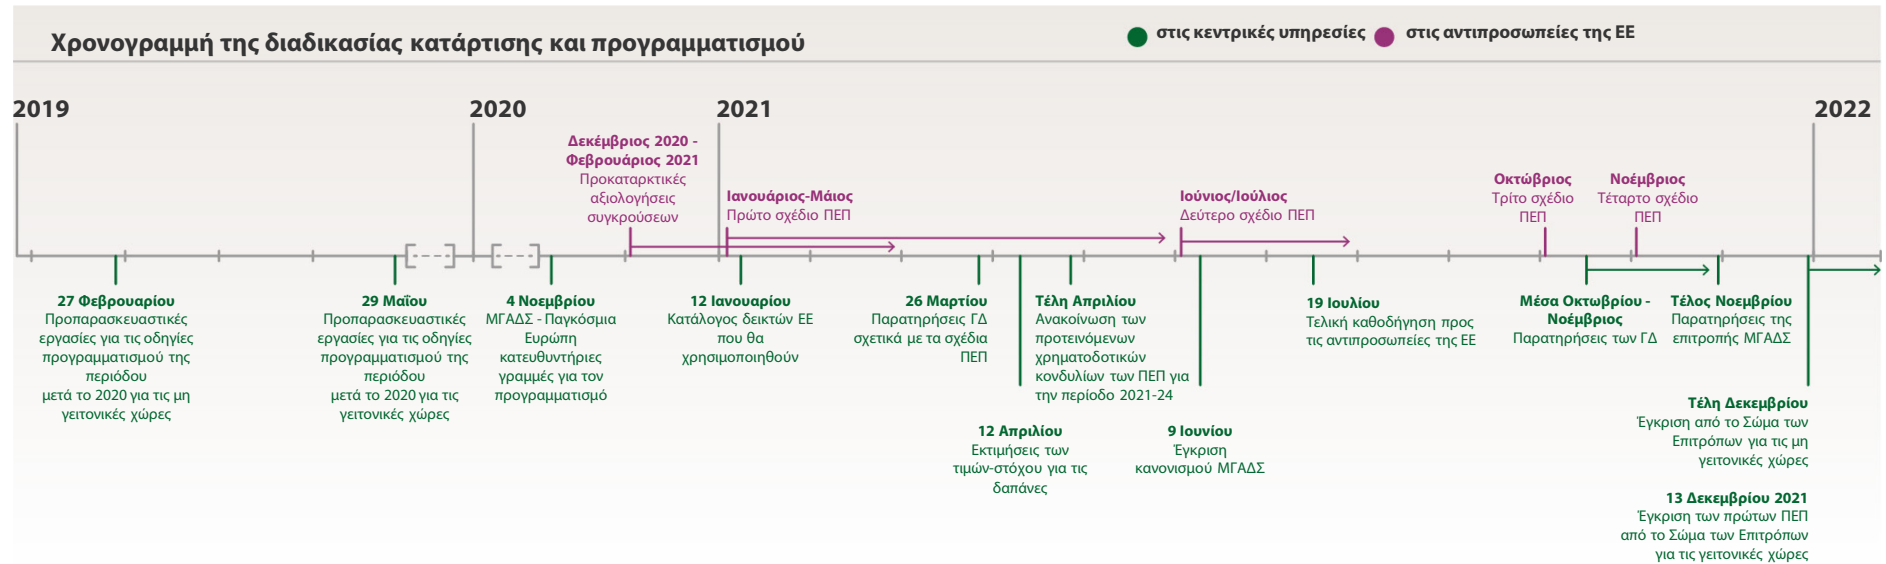 Χρονογραμμή της διαδικασίας κατάρτισης και προγραμματισμού
στις κεντρικές υπηρεσίες
στις αντιπροσωπείες της ΕΕ
2019
2020
2021
2022
Δεκέμβριος 2020 -
Φεβρουάριος 2021
Προκαταρκτικές
αξιολογήσεις
συγκρούσεων
Ιανουάριος-Μάιος
Πρώτο σχέδιο ΠΕΠ
Ιούνιος/Ιούλιος
Δεύτερο σχέδιο ΠΕΠ
Οκτώβριος
Τρίτο σχέδιο
ΠΕΠ
Νοέμβριος
Τέταρτο σχέδιο
ΠΕΠ
27 Φεβρουαρίου
Προπαρασκευαστικές
εργασίες για τις οδηγίες
προγραμματισμού της
περιόδου
μετά το 2020 για τις μη
γειτονικές χώρες
29 Μαΐου
Προπαρασκευαστικές
εργασίες για τις οδηγίες
προγραμματισμού της
περιόδου
μετά το 2020 για τις
γειτονικές χώρες
4 Νοεμβρίου
ΜΓΑΔΣ - Παγκόσμια
Ευρώπη
κατευθυντήριες
γραμμές για τον
προγραμματισμό
12 Ιανουαρίου
Κατάλογος δεικτών ΕΕ
που θα
χρησιμοποιηθούν
26 Μαρτίου
Παρατηρήσεις ΓΔ
σχετικά με τα σχέδια
ΠΕΠ
12 Απριλίου
Εκτιμήσεις των
τιμών-στόχου για τις
δαπάνες
Τέλη Απριλίου
Ανακοίνωση των
προτεινόμενων
χρηματοδοτικών
κονδυλίων των ΠΕΠ για
την περίοδο 2021-24
9 Ιουνίου
Έγκριση
κανονισμού ΜΓΑΔΣ
19 Ιουλίου
Τελική καθοδήγηση προς
τις αντιπροσωπείες της ΕΕ
Μέσα Οκτωβρίου -
Νοέμβριος
Παρατηρήσεις των ΓΔ
Τέλος Νοεμβρίου
Παρατηρήσεις της
επιτροπής ΜΓΑΔΣ
Τέλη Δεκεμβρίου
Έγκριση από το Σώμα των
Επιτρόπων για τις μη
γειτονικές χώρες
13 Δεκεμβρίου 2021
Έγκριση των πρώτων ΠΕΠ
από το Σώμα των Επιτρόπων
για τις γειτονικές χώρες